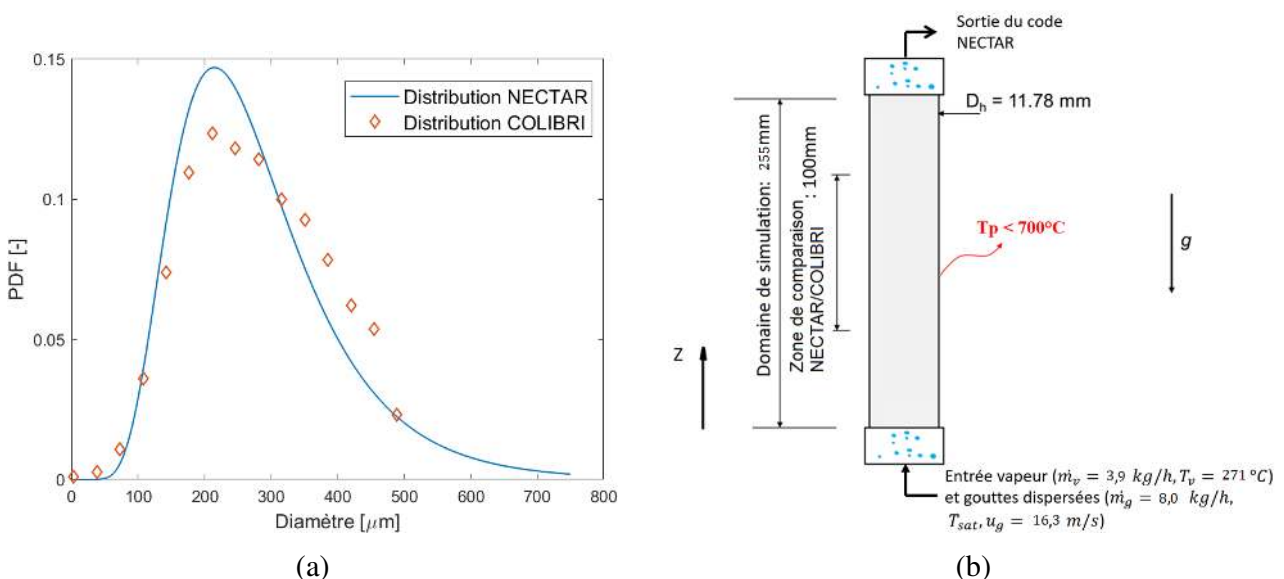 0.15
0.1
0.05
0
PDF [-]
Distribution NECTAR
Distribution COLIBRI
0 100 200 300 400 500 600 700 800
Diamètre [μm]
(a)
Sortie du code
NECTAR
D_h = 11.78 mm
Domaine de simulation: 255mm
Zone de comparaison
NECTAR/COLIBRI : 100mm
Tp < 700°C
g
Z
Entrée vapeur (ṁ_v = 3,9 kg/h, T_v = 271 °C)
et gouttes dispersées (ṁ_g = 8,0 kg/h,
T_sat, u_g = 16,3 m/s)
(b)